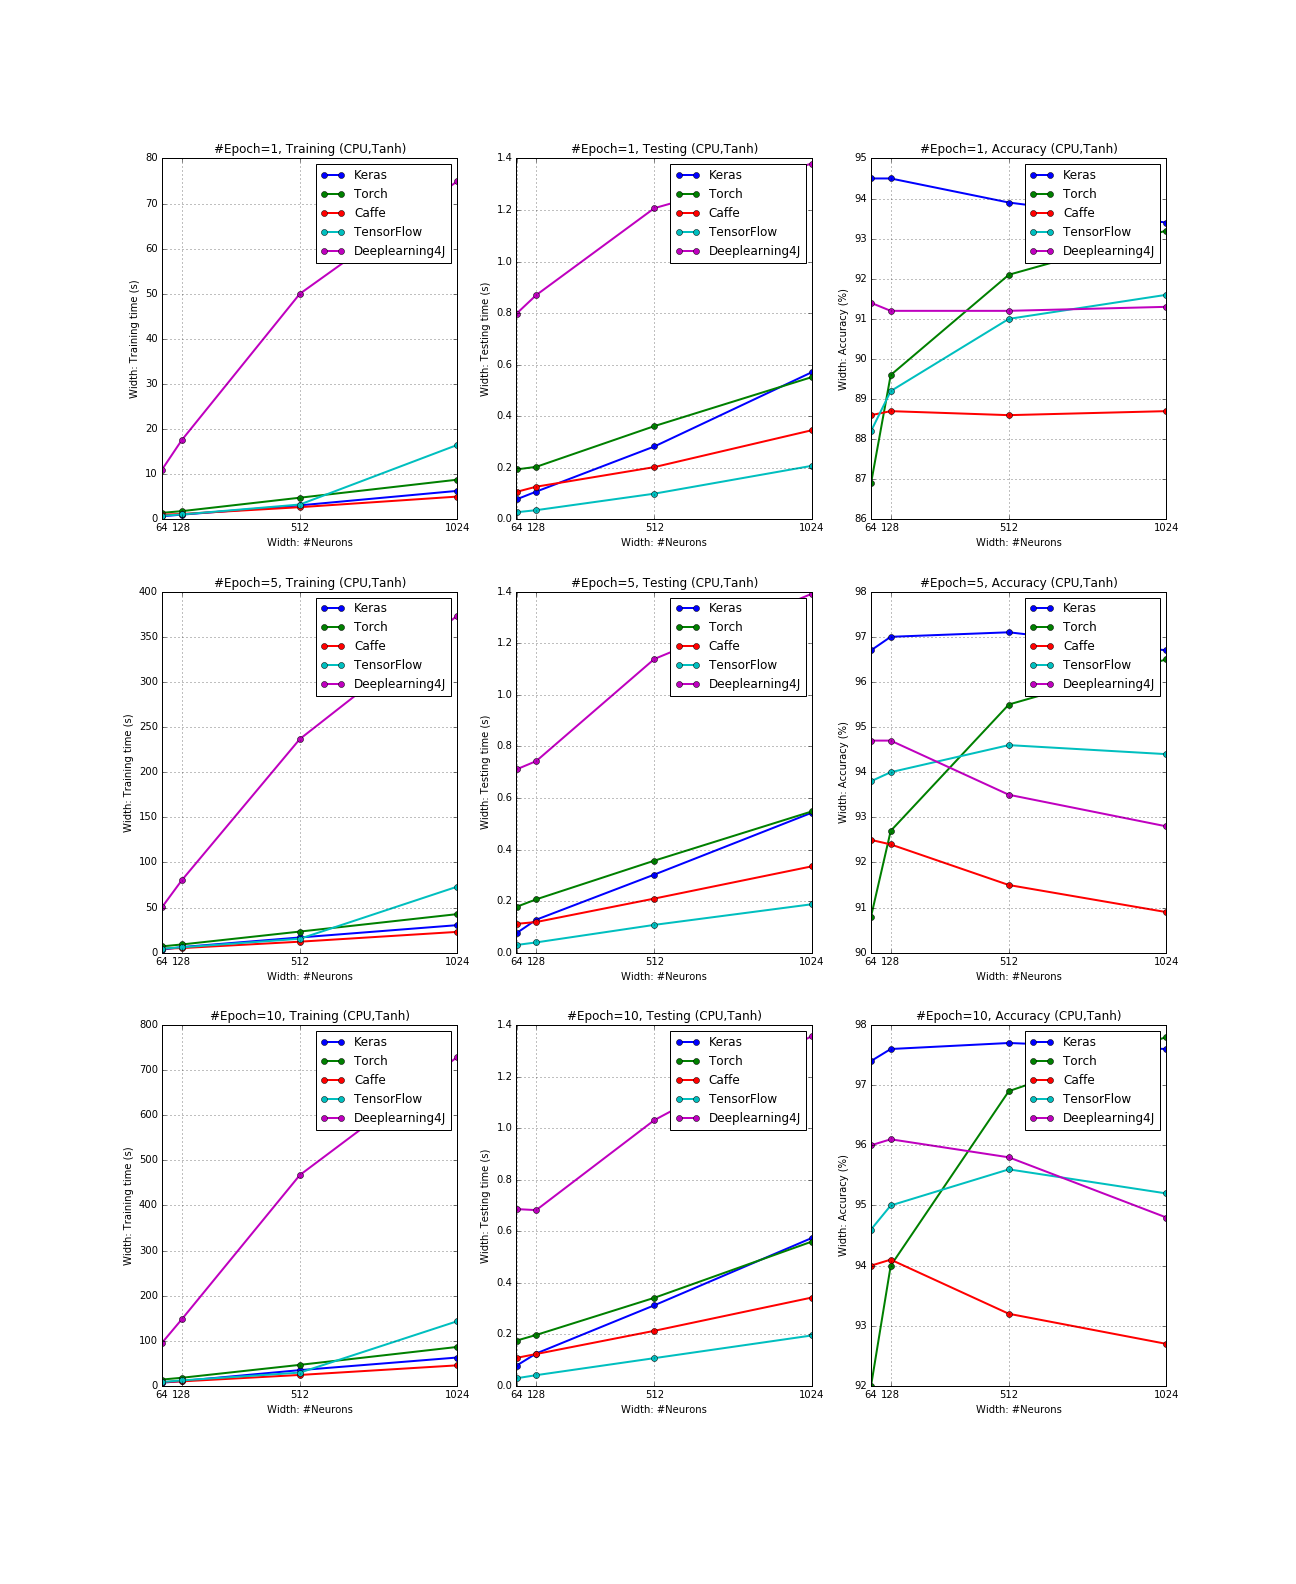 #Epoch=1, Training (CPU,Tanh)
Width: Training time (s)
80
70
60
50
40
30
20
10
0
64 128 512 1024
Width: #Neurons
Keras
Torch
Caffe
TensorFlow
Deeplearning4J
#Epoch=1, Testing (CPU,Tanh)
Width: Testing time (s)
1.4
1.2
1.0
0.8
0.6
0.4
0.2
0.0
64 128 512 1024
Width: #Neurons
Keras
Torch
Caffe
TensorFlow
Deeplearning4J
#Epoch=1, Accuracy (CPU,Tanh)
Width: Accuracy (%)
95
94
93
92
91
90
89
88
87
86
64 128 512 1024
Width: #Neurons
Keras
Torch
Caffe
TensorFlow
Deeplearning4J
#Epoch=5, Training (CPU,Tanh)
Width: Training time (s)
400
350
300
250
200
150
100
50
0
64 128 512 1024
Width: #Neurons
Keras
Torch
Caffe
TensorFlow
Deeplearning4J
#Epoch=5, Testing (CPU,Tanh)
Width: Testing time (s)
1.4
1.2
1.0
0.8
0.6
0.4
0.2
0.0
64 128 512 1024
Width: #Neurons
Keras
Torch
Caffe
TensorFlow
Deeplearning4J
#Epoch=5, Accuracy (CPU,Tanh)
Width: Accuracy (%)
98
97
96
95
94
93
92
91
90
64 128 512 1024
Width: #Neurons
Keras
Torch
Caffe
TensorFlow
Deeplearning4J
#Epoch=10, Training (CPU,Tanh)
Width: Training time (s)
800
700
600
500
400
300
200
100
0
64 128 512 1024
Width: #Neurons
Keras
Torch
Caffe
TensorFlow
Deeplearning4J
#Epoch=10, Testing (CPU,Tanh)
Width: Testing time (s)
1.4
1.2
1.0
0.8
0.6
0.4
0.2
0.0
64 128 512 1024
Width: #Neurons
Keras
Torch
Caffe
TensorFlow
Deeplearning4J
#Epoch=10, Accuracy (CPU,Tanh)
Width: Accuracy (%)
98
97
96
95
94
93
92
64 128 512 1024
Width: #Neurons
Keras
Torch
Caffe
TensorFlow
Deeplearning4J